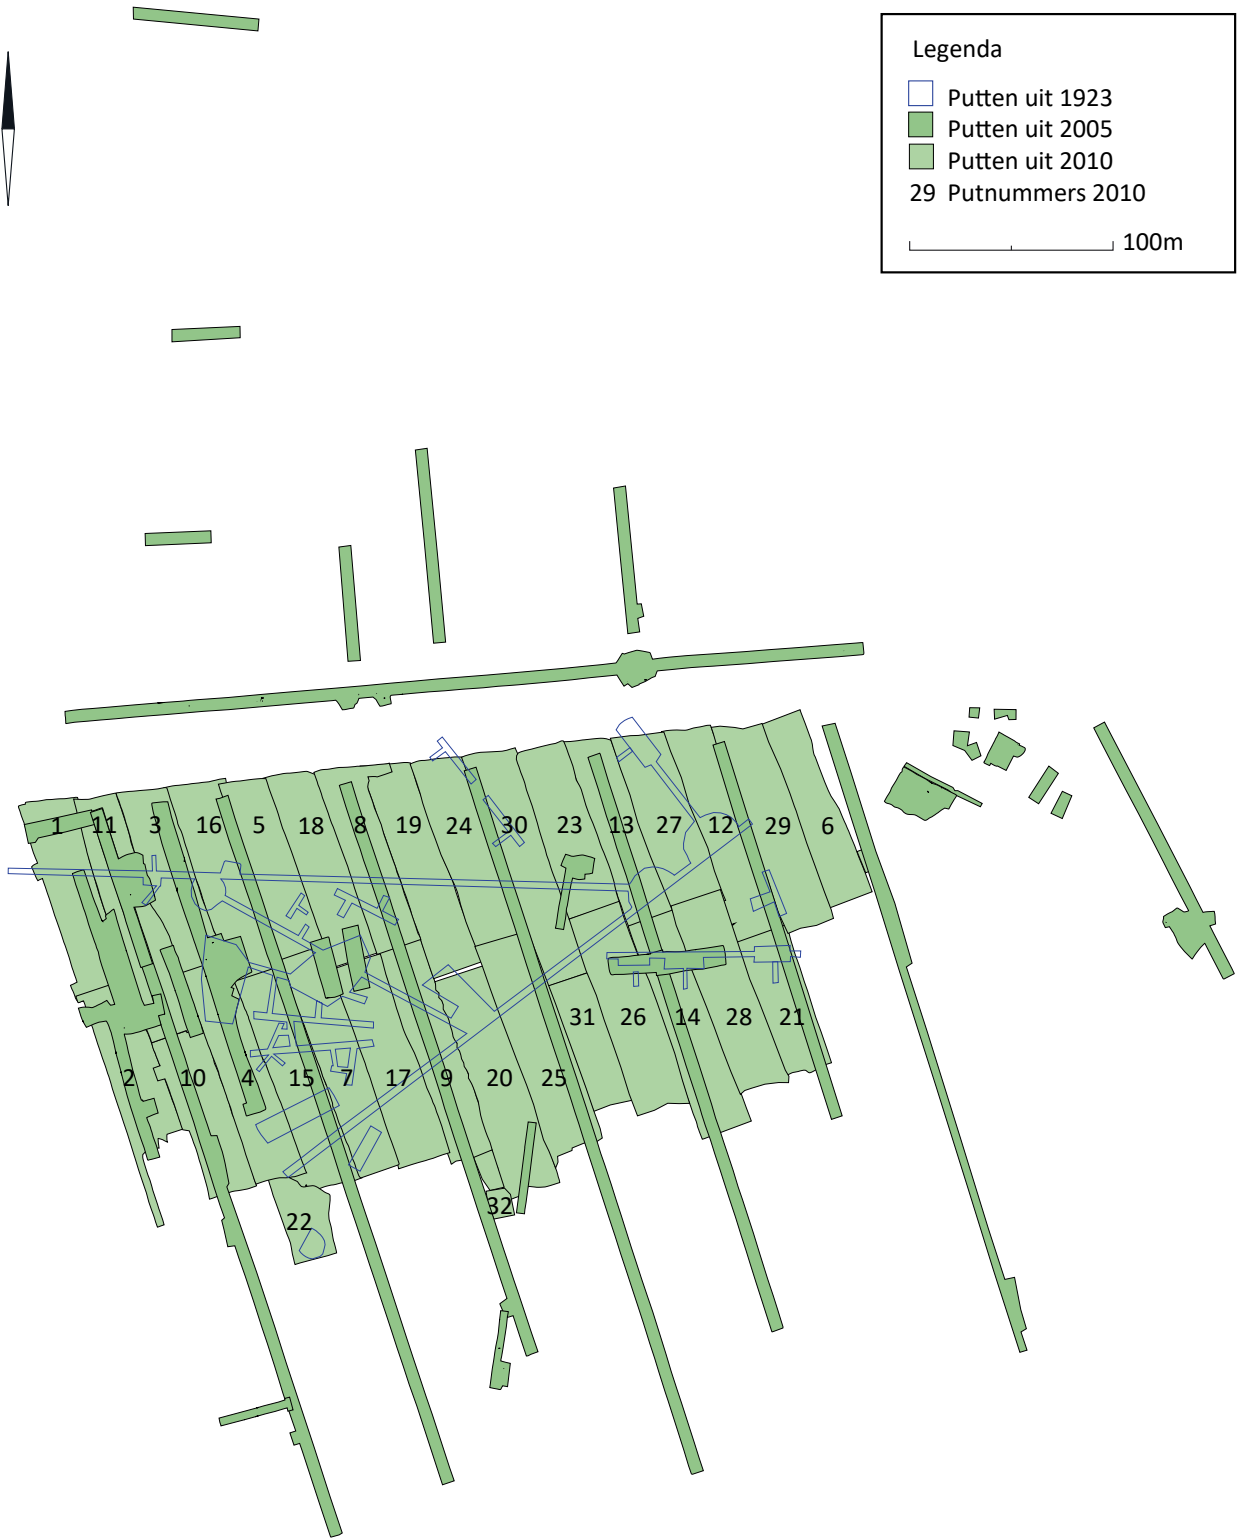 Legenda
Putten uit 1923
Putten uit 2005
Putten uit 2010
29 Putnummers 2010
100m
1 11 3 16 5 18 8 19 24 30 23 13 27 12 29 6
31 26 14 28 21
2 10 4 15 7 17 9 20 25
32
22